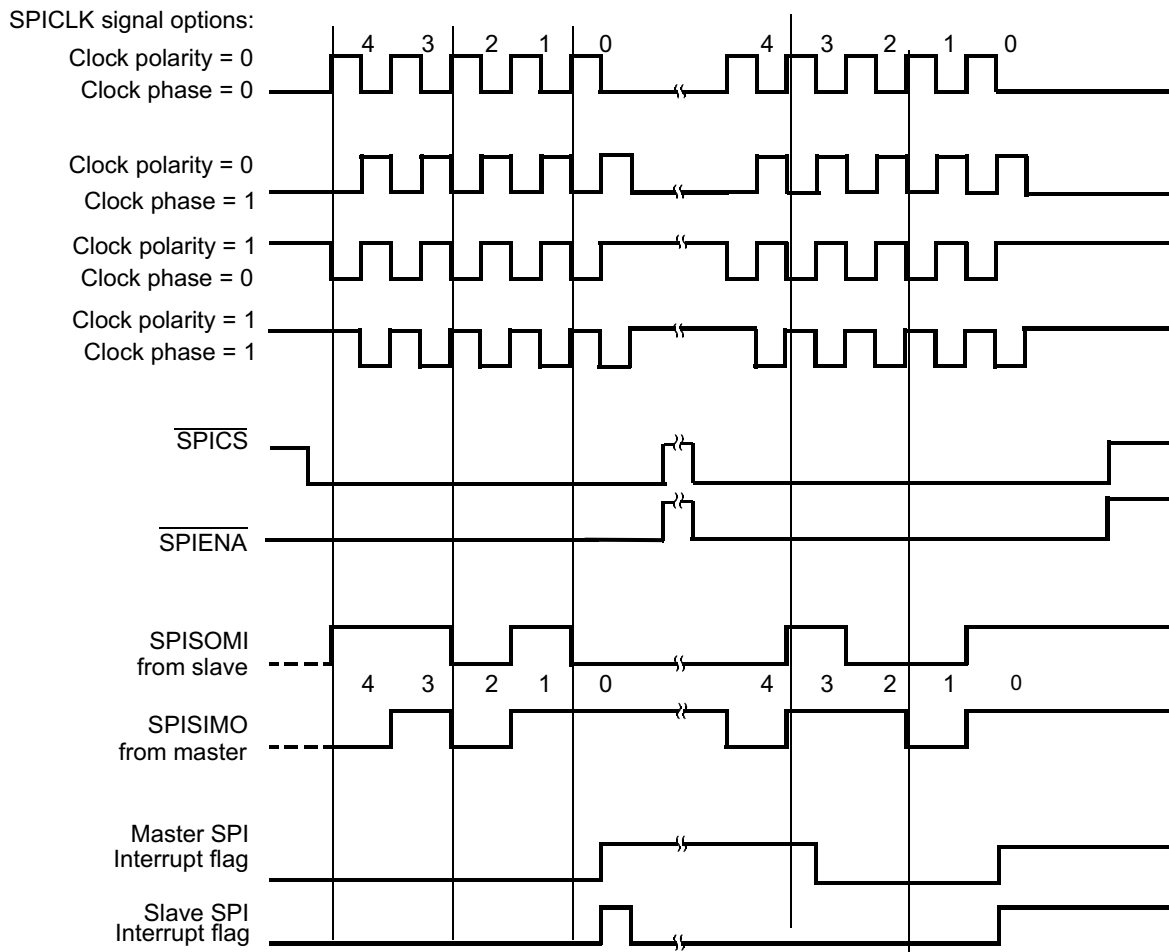 SPICLK signal options:
4 3 2 1 0 4 3 2 1 0
Clock polarity = 0
Clock phase = 0
Clock polarity = 0
Clock phase = 1
Clock polarity = 1
Clock phase = 0
Clock polarity = 1
Clock phase = 1
SPICS
SPIENA
SPISOMI
from slave
4 3 2 1 0 4 3 2 1 0
SPISIMO
from master
Master SPI
Interrupt flag
Slave SPI
Interrupt flag